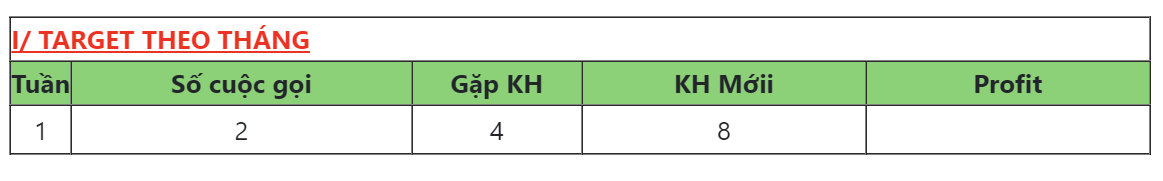 I/ TARGET THEO THÁNG
Tuần Số cuộc gọi Gặp KH KH Mớii Profit
1 2 4 8